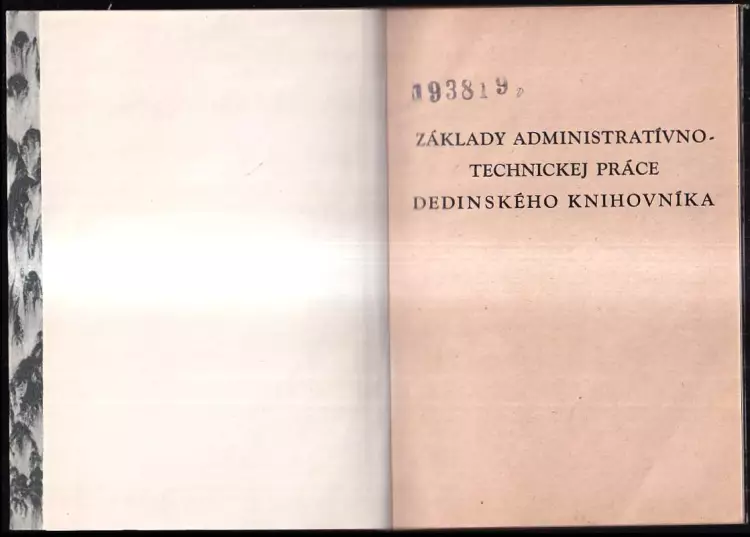 193819
ZÁKLADY ADMINISTRATÍVNO-
TECHNICKEJ PRÁCE
DEDINSKÉHO KNIHOVNÍKA